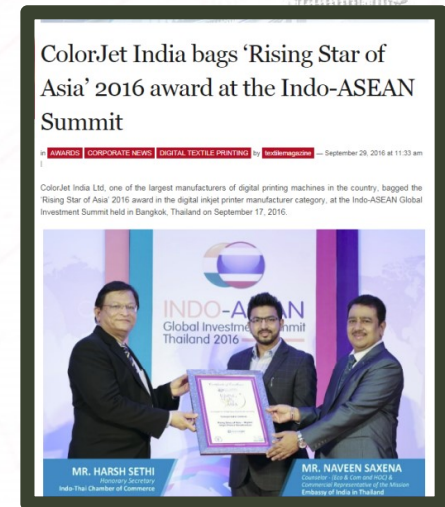 ColorJet India bags ‘Rising Star of
Asia’ 2016 award at the Indo-ASEAN
Summit
in AWARDS CORPORATE NEWS DIGITAL TEXTILE PRINTING by textilemagazine — September 29, 2016 at 11:33 am
|
ColorJet India Ltd, one of the largest manufacturers of digital printing machines in the country, bagged the
‘Rising Star of Asia’ 2016 award in the digital inkjet printer manufacturer category, at the Indo-ASEAN Global
Investment Summit held in Bangkok, Thailand on September 17, 2016.
INDO-A AN
Global Investme mmit
Thailand 2016
MR. HARSH SETHI
Honorary Secretary
Indo-Thai Chamber of Commerce
MR. NAVEEN SAXENA
Counselor - (Eco & Com and HOC) &
Commercial Representative of the Mission
Embassy of India in Thailand